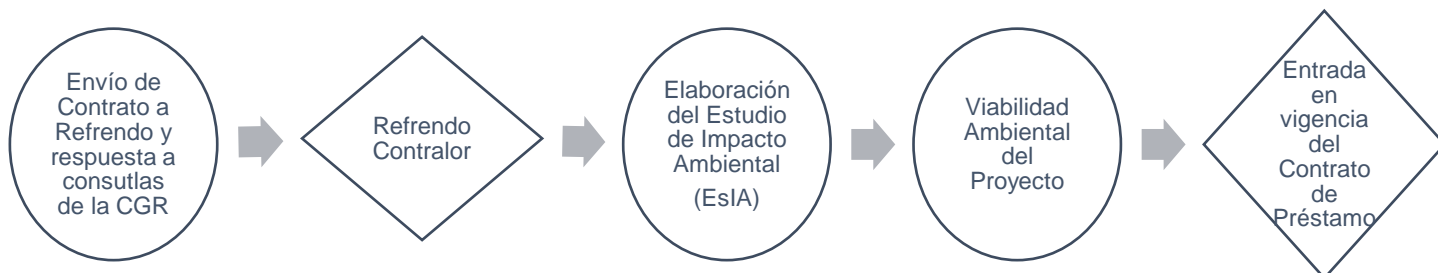 Envío de
Contrato a
Refrendo y
respuesta a
consutlas
de la CGR
Refrendo
Contralor
Elaboración
del Estudio
de Impacto
Ambiental
(EsIA)
Viabilidad
Ambiental
del
Proyecto
Entrada
en
vigencia
del
Contrato
de
Préstamo